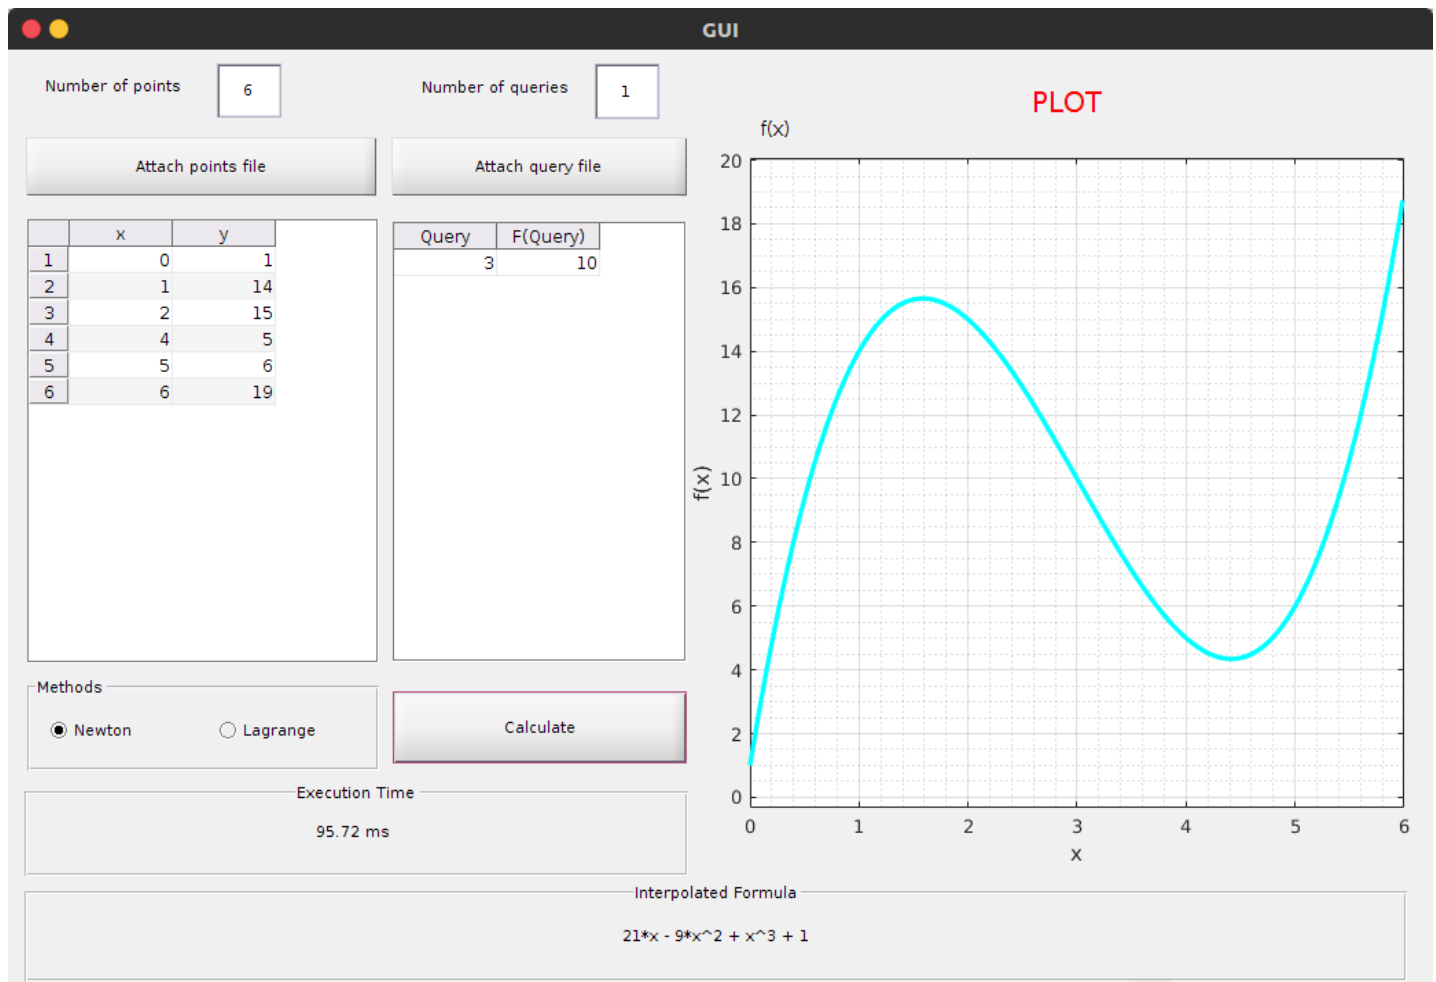 GUI
Number of points 6
Number of queries 1
Attach points file
Attach query file
x y
1 0 1
2 1 14
3 2 15
4 4 5
5 5 6
6 6 19
Query F(Query)
3 10
Methods
Newton Lagrange
Calculate
Execution Time
95.72 ms
PLOT
f(x)
20
18
16
14
12
10
8
6
4
2
0
f(x)
0 1 2 3 4 5 6
x
Interpolated Formula
21*x - 9*x^2 + x^3 + 1